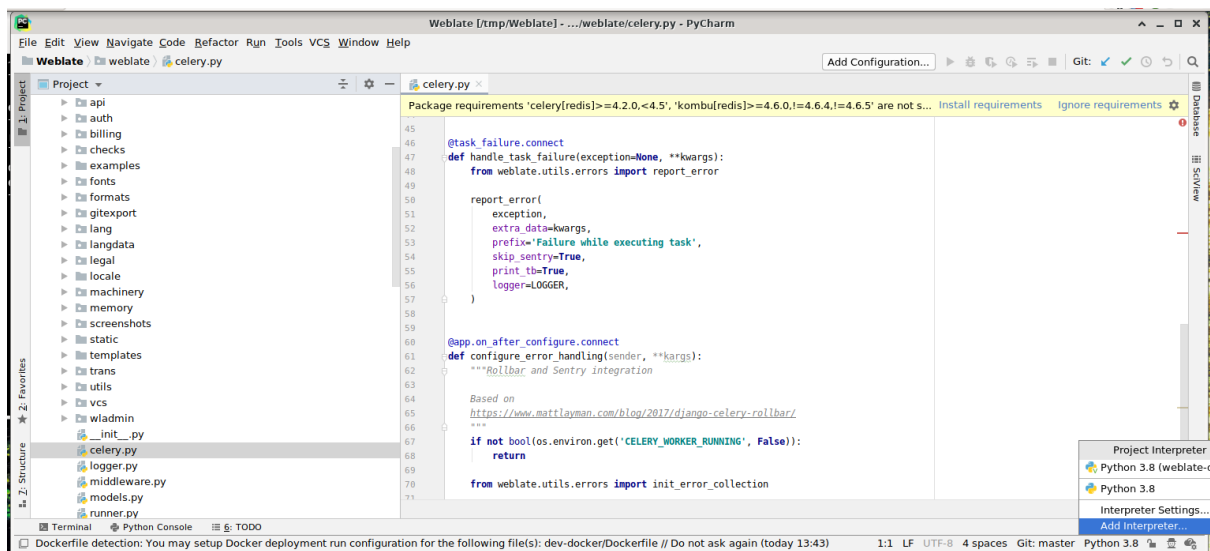 Weblate [/tmp/Weblate] - .../weblate/celery.py - PyCharm
File Edit View Navigate Code Refactor Run Tools VCS Window Help
Weblate weblate celery.py Add Configuration... Git:
1: Project
Project
celery.py
api
auth
billing
checks
examples
fonts
formats
gitexport
lang
langdata
legal
locale
machinery
memory
screenshots
static
templates
trans
utils
vcs
wladmin
__init__.py
celery.py
logger.py
middleware.py
models.py
runner.py
2: Favorites
7: Structure
Package requirements 'celery[redis]>=4.2.0,<4.5', 'kombu[redis]>=4.6.0,!=4.6.4,!=4.6.5' are not s... Install requirements Ignore requirements
45
46 @task_failure.connect
47 def handle_task_failure(exception=None, **kwargs):
48 from weblate.utils.errors import report_error
49
50 report_error(
51 exception,
52 extra_data=kwargs,
53 prefix='Failure while executing task',
54 skip_sentry=True,
55 print_tb=True,
56 logger=LOGGER,
57 )
58
59
60 @app.on_after_configure.connect
61 def configure_error_handling(sender, **kargs):
62 """Rollbar and Sentry integration
63
64 Based on
65 https://www.mattlayman.com/blog/2017/django-celery-rollbar/
66 """
67 if not bool(os.environ.get('CELERY_WORKER_RUNNING', False)):
68 return
69
70 from weblate.utils.errors import init_error_collection
71
Database
SciView
Project Interpreter
Python 3.8 (weblate-
Python 3.8
Interpreter Settings...
Add Interpreter...
Terminal Python Console 6: TODO
Dockerfile detection: You may setup Docker deployment run configuration for the following file(s): dev-docker/Dockerfile // Do not ask again (today 13:43) 1:1 LF UTF-8 4 spaces Git: master Python 3.8